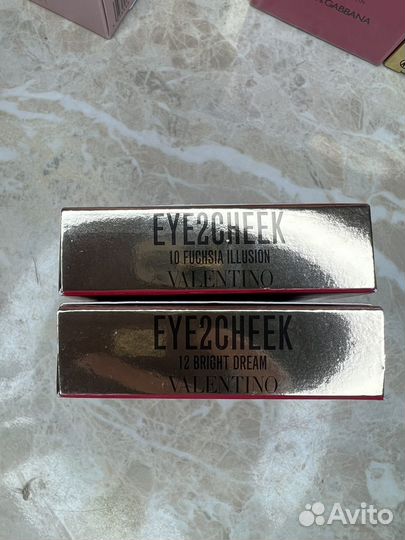 & GABBANA
EYE2CHEEK
10 FUCHSIA ILLUSION
VALENTINO
EYE2CHEEK
12 BRIGHT DREAM
VALENTINO
Avito